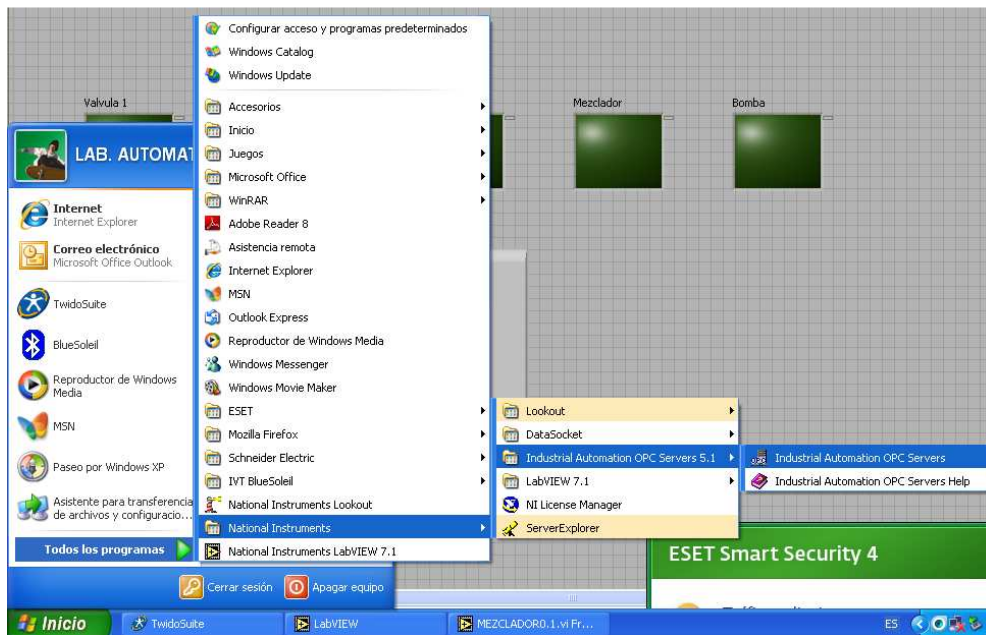 Configurar acceso y programas predeterminados
Windows Catalog
Windows Update
Accesorios
Inicio
Juegos
Microsoft Office
WinRAR
Adobe Reader 8
Asistencia remota
Internet Explorer
MSN
Outlook Express
Reproductor de Windows Media
Windows Messenger
Windows Movie Maker
ESET
Mozilla Firefox
Schneider Electric
IVT BlueSoleil
National Instruments Lookout
National Instruments
National Instruments LabVIEW 7.1
Valvula 1
Mezclador
Bomba
LAB. AUTOMAT
Internet
Internet Explorer
Correo electrónico
Microsoft Office Outlook
TwidoSuite
BlueSoleil
Reproductor de Windows
Media
MSN
Paseo por Windows XP
Asistente para transferencia
de archivos y configuracio...
Todos los programas
Lookout
DataSocket
Industrial Automation OPC Servers 5.1
LabVIEW 7.1
NI License Manager
ServerExplorer
Industrial Automation OPC Servers
Industrial Automation OPC Servers Help
ESET Smart Security 4
Cerrar sesión
Apagar equipo
Inicio
TwidoSuite
LabVIEW
MEZCLADOR0.1.vi Fr...
ES